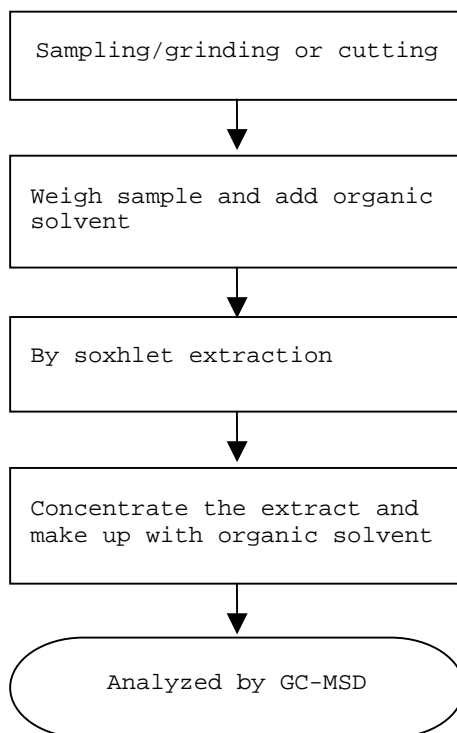 Sampling/grinding or cutting
Weigh sample and add organic
solvent
By soxhlet extraction
Concentrate the extract and
make up with organic solvent
Analyzed by GC-MSD